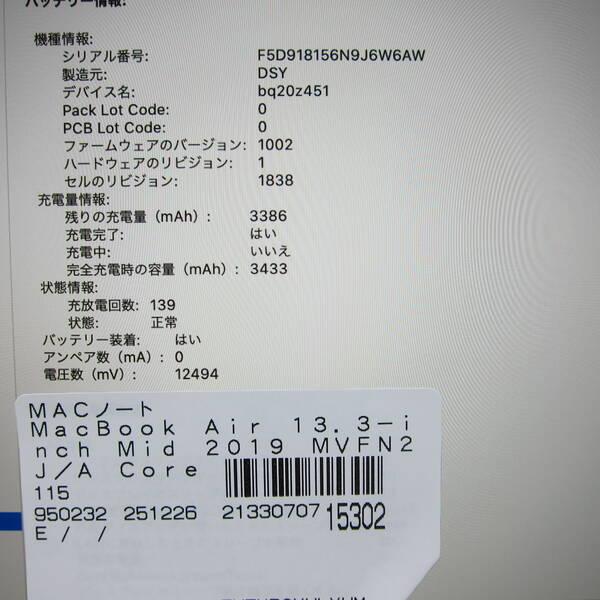 バッテリー情報:
機種情報:
シリアル番号: F5D918156N9J6W6AW
製造元: DSY
デバイス名: bq20z451
Pack Lot Code: 0
PCB Lot Code: 0
ファームウェアのバージョン: 1002
ハードウェアのリビジョン: 1
セルのリビジョン: 1838
充電量情報:
残りの充電量（mAh）: 3386
充電完了: はい
充電中: いいえ
完全充電時の容量（mAh）: 3433
状態情報:
充放電回数: 139
状態: 正常
バッテリー装着: はい
アンペア数（mA）: 0
電圧数（mV）: 12494
MACノート
MacBook Air 13.3-i
nch Mid 2019 MVFN2
J/A Core
115
950232 251226 21330707 15302
E / /